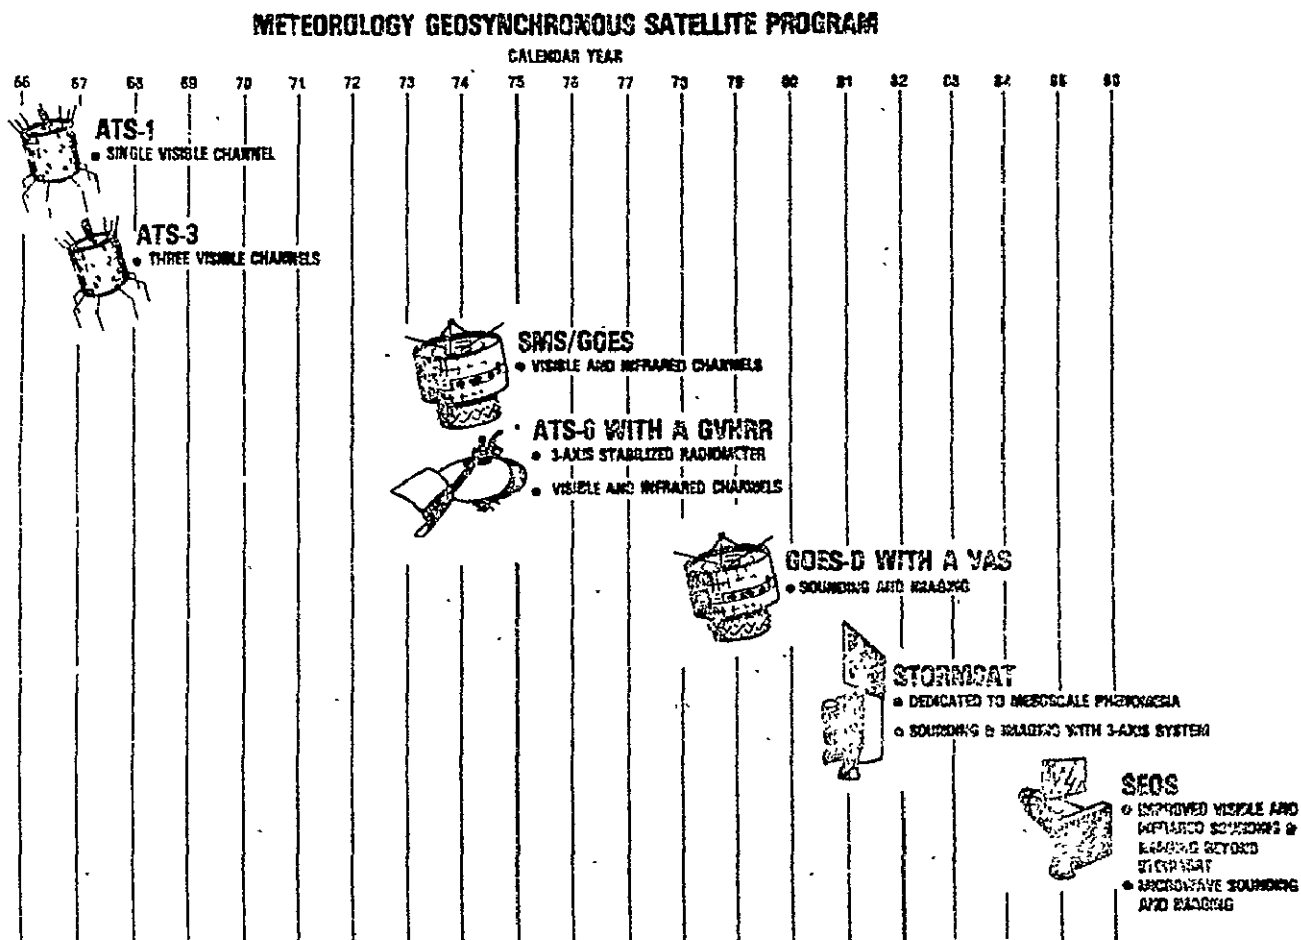 METEOROLOGY GEOSYNCHRONOUS SATELLITE PROGRAM
CALENDAR YEAR
66 67 68 69 70 71 72 73 74 75 76 77 78 79 80 81 82 83 84 85 86
ATS-1
• SINGLE VISIBLE CHANNEL
ATS-3
• THREE VISIBLE CHANNELS
SMS/GOES
• VISIBLE AND INFRARED CHANNELS
ATS-6 WITH A GVHRR
• 3-AXIS STABILIZED RADIOMETER
• VISIBLE AND INFRARED CHANNELS
GOES-D WITH A VAS
• SOUNDING AND IMAGING
STORMSAT
• DEDICATED TO MESOSCALE PHENOMENA
• SOUNDING & IMAGING WITH 3-AXIS SYSTEM
SEOS
• IMPROVED VISIBLE AND
INFRARED SOUNDING &
IMAGING BEYOND
STORMSAT
• MICROWAVE SOUNDING
AND IMAGING